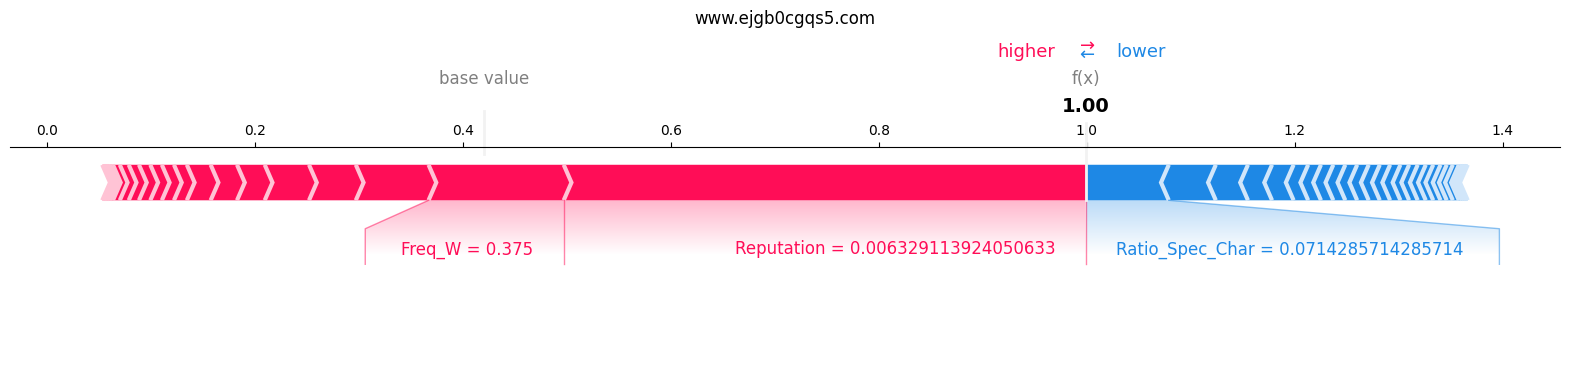 www.ejgb0cgqs5.com
higher ⇄ lower
base value f(x)
1.00
0.0 0.2 0.4 0.6 0.8 1.0 1.2 1.4
Freq_W = 0.375 Reputation = 0.006329113924050633 Ratio_Spec_Char = 0.0714285714285714